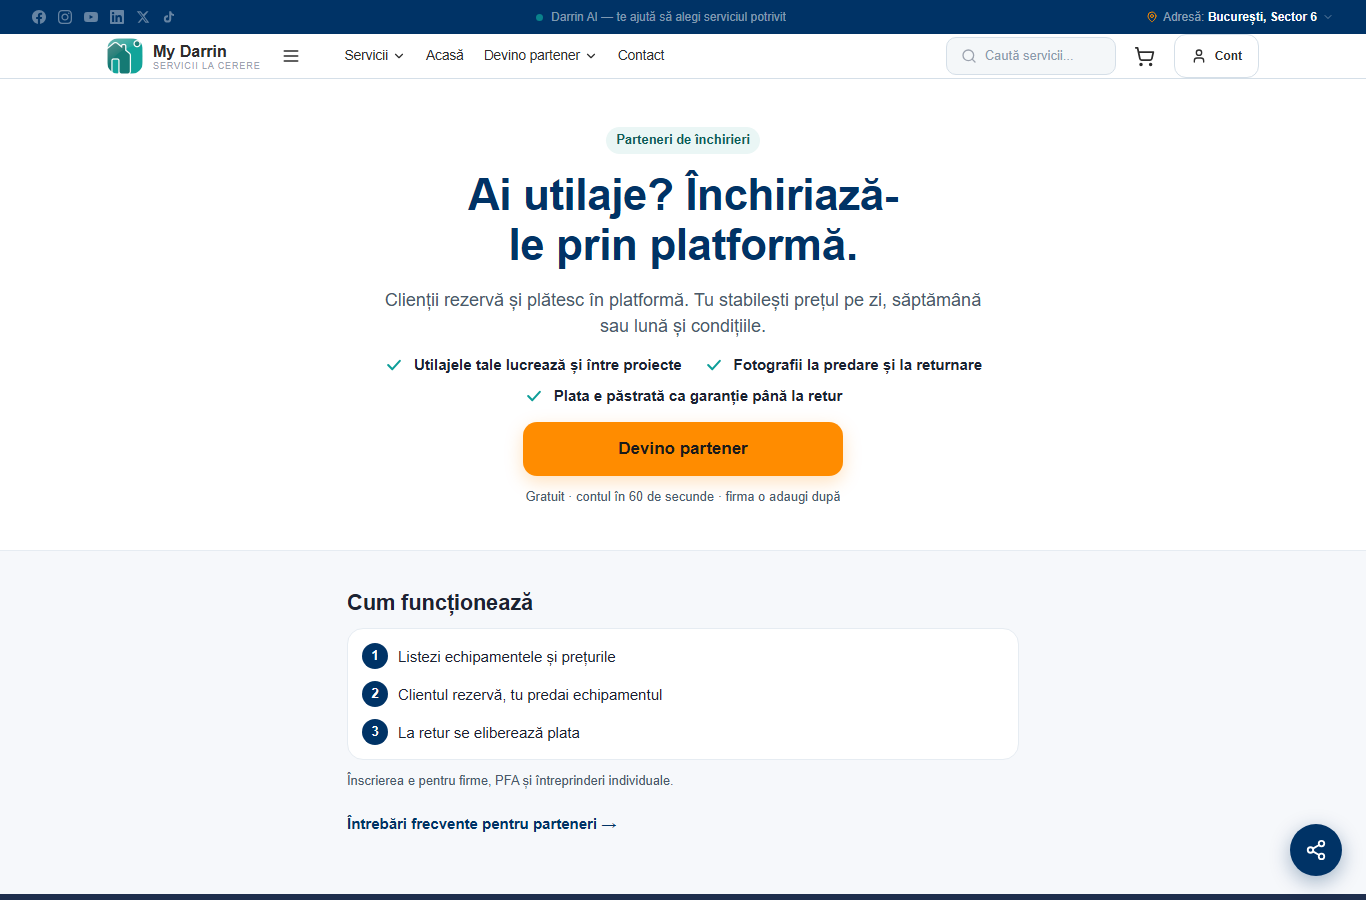 Darrin AI — te ajută să alegi serviciul potrivit
Adresă: București, Sector 6
My Darrin
SERVICII LA CERERE
Servicii
Acasă
Devino partener
Contact
Caută servicii...
Cont
Parteneri de închirieri
Ai utilaje? Închiriază-
le prin platformă.
Clienții rezervă și plătesc în platformă. Tu stabilești prețul pe zi, săptămână
sau lună și condițiile.
Utilajele tale lucrează și între proiecte
Fotografii la predare și la returnare
Plata e păstrată ca garanție până la retur
Devino partener
Gratuit · contul în 60 de secunde · firma o adaugi după
Cum funcționează
1 Listezi echipamentele și prețurile
2 Clientul rezervă, tu predai echipamentul
3 La retur se eliberează plata
Înscrierea e pentru firme, PFA și întreprinderi individuale.
Întrebări frecvente pentru parteneri →